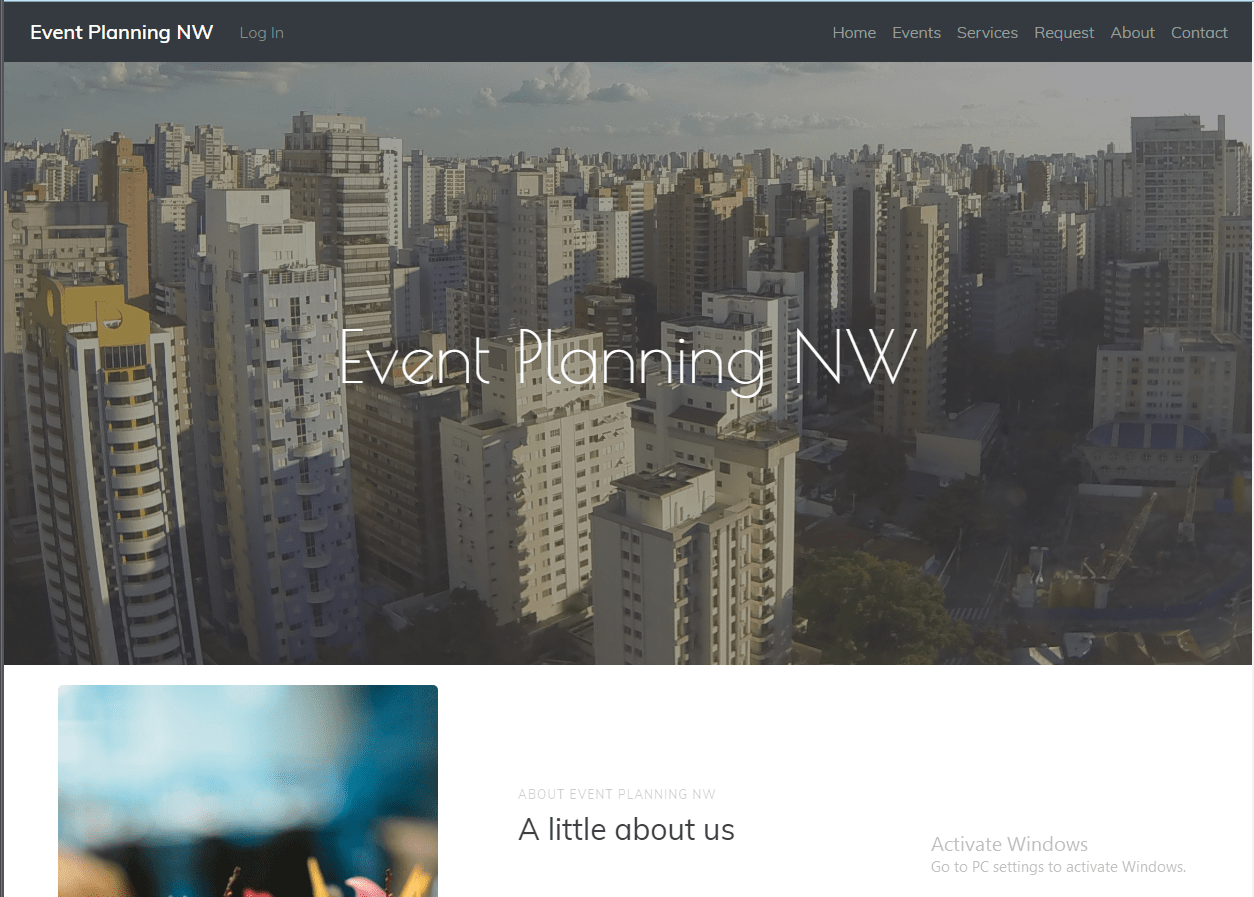 Event Planning NW Log In Home Events Services Request About Contact
Event Planning NW
ABOUT EVENT PLANNING NW
A little about us
Activate Windows
Go to PC settings to activate Windows.